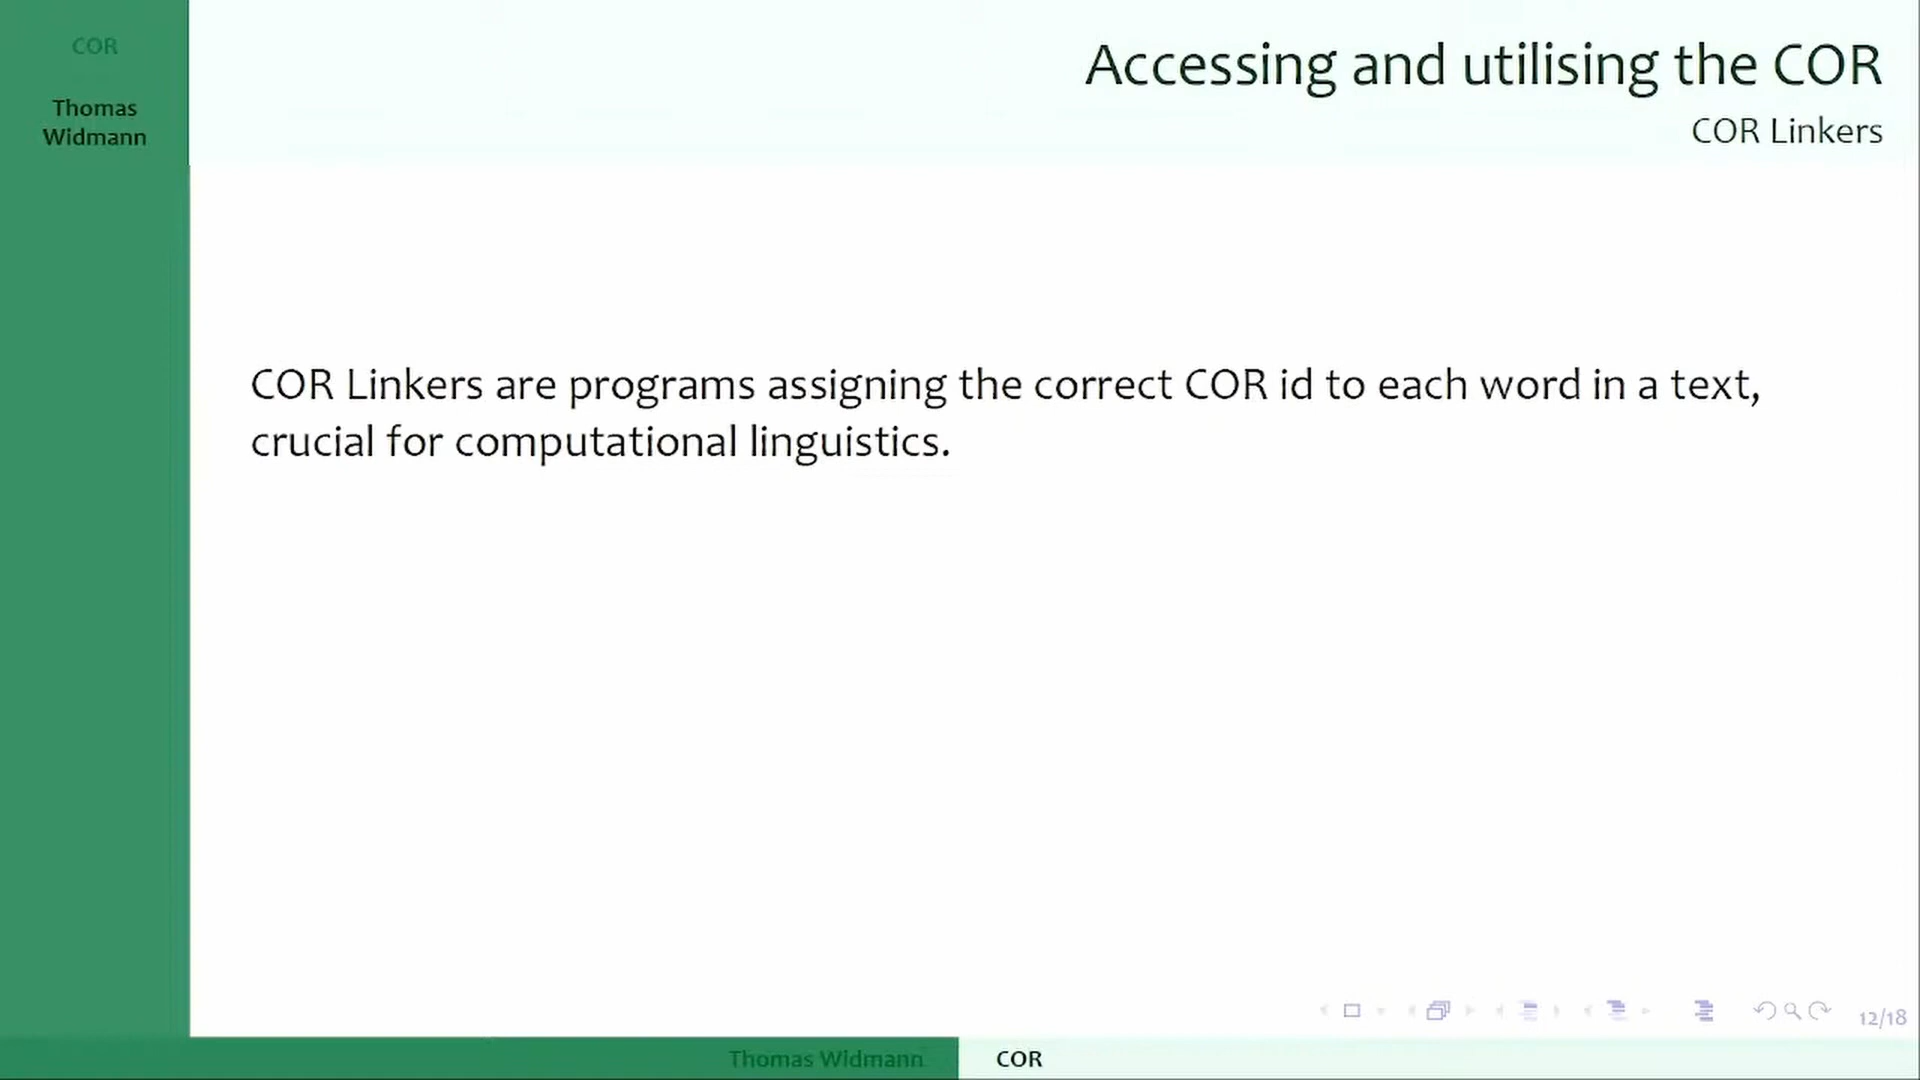 COR
Thomas
Widmann
Accessing and utilising the COR
COR Linkers
COR Linkers are programs assigning the correct COR id to each word in a text,
crucial for computational linguistics.
12/18
Thomas Widmann
COR